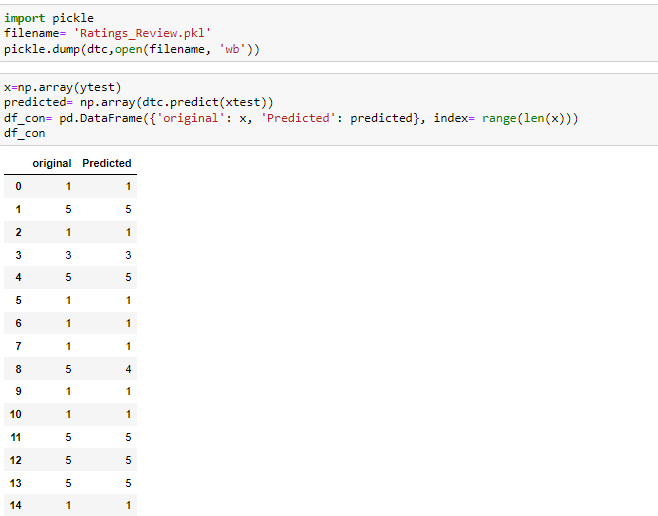 import pickle
filename= 'Ratings_Review.pkl'
pickle.dump(dtc,open(filename, 'wb'))
x=np.array(ytest)
predicted= np.array(dtc.predict(xtest))
df_con= pd.DataFrame({'original': x, 'Predicted': predicted}, index= range(len(x)))
df_con
original Predicted
0 1 1
1 5 5
2 1 1
3 3 3
4 5 5
5 1 1
6 1 1
7 1 1
8 5 4
9 1 1
10 1 1
11 5 5
12 5 5
13 5 5
14 1 1